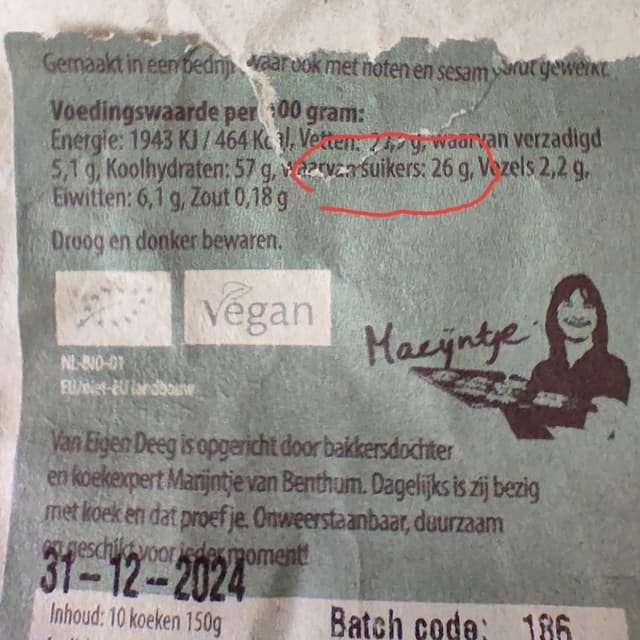 Gemaakt in een bedrijf waar ook met noten en sesam wordt gewerkt.
Voedingswaarde per 100 gram:
Energie: 1943 KJ / 464 Kcal, Vetten: g, waarvan verzadigd
5,1 g, Koolhydraten: 57 g, waarvan suikers: 26 g, Vezels 2,2 g,
Eiwitten: 6,1 g, Zout 0,18 g
Droog en donker bewaren.
vegan
NL-BIO-01
EU/niet-EU landbouw
Maryntje
Van Eigen Deeg is opgericht door bakkersdochter
en koekexpert Marijntje van Benthum. Dagelijks is zij bezig
met koek en dat proef je. Onweerstaanbaar, duurzaam
en geschikt voor ieder moment!
31-12-2024
Inhoud: 10 koeken 150g
Batch code: 186